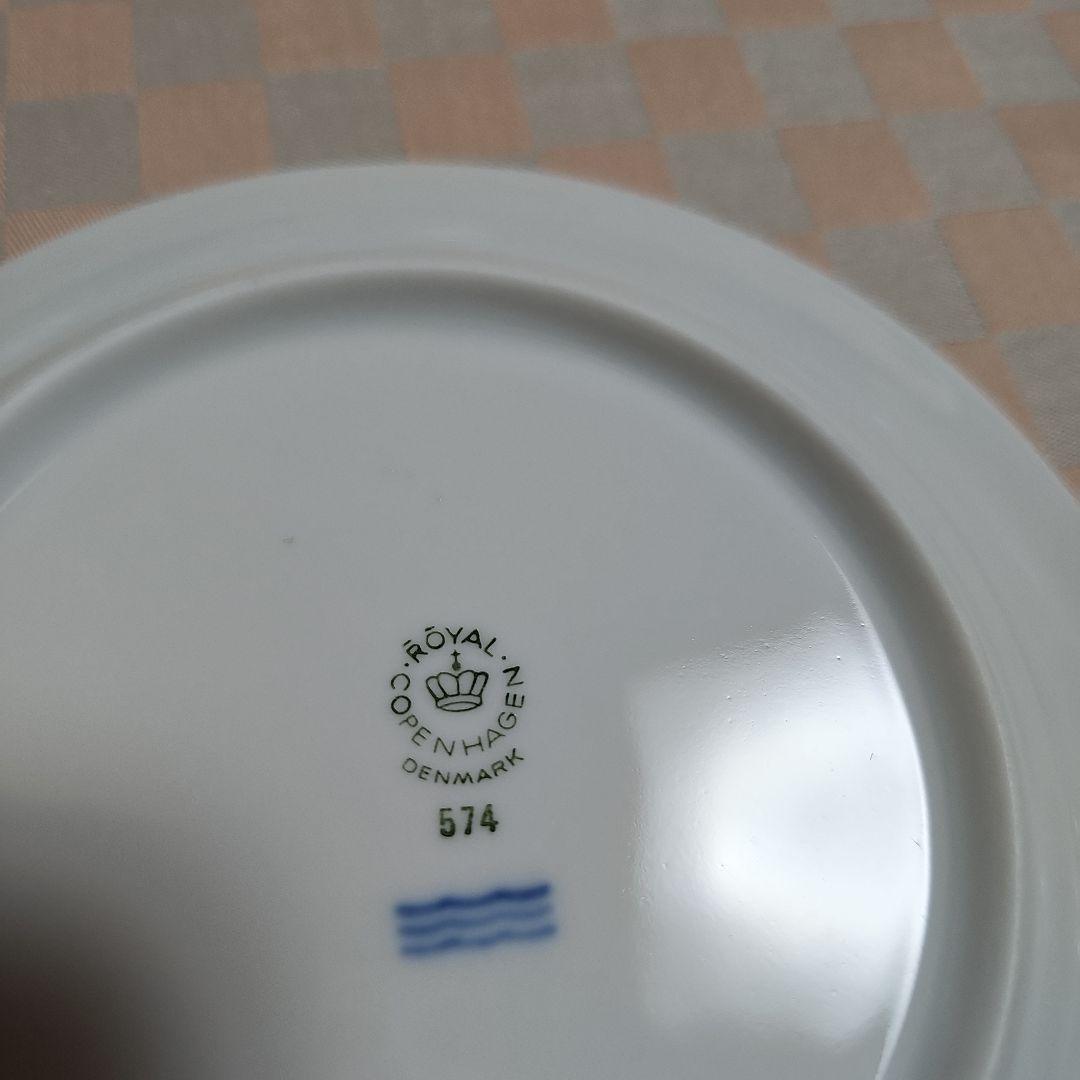 ROYAL
COPENHAGEN
DENMARK
574